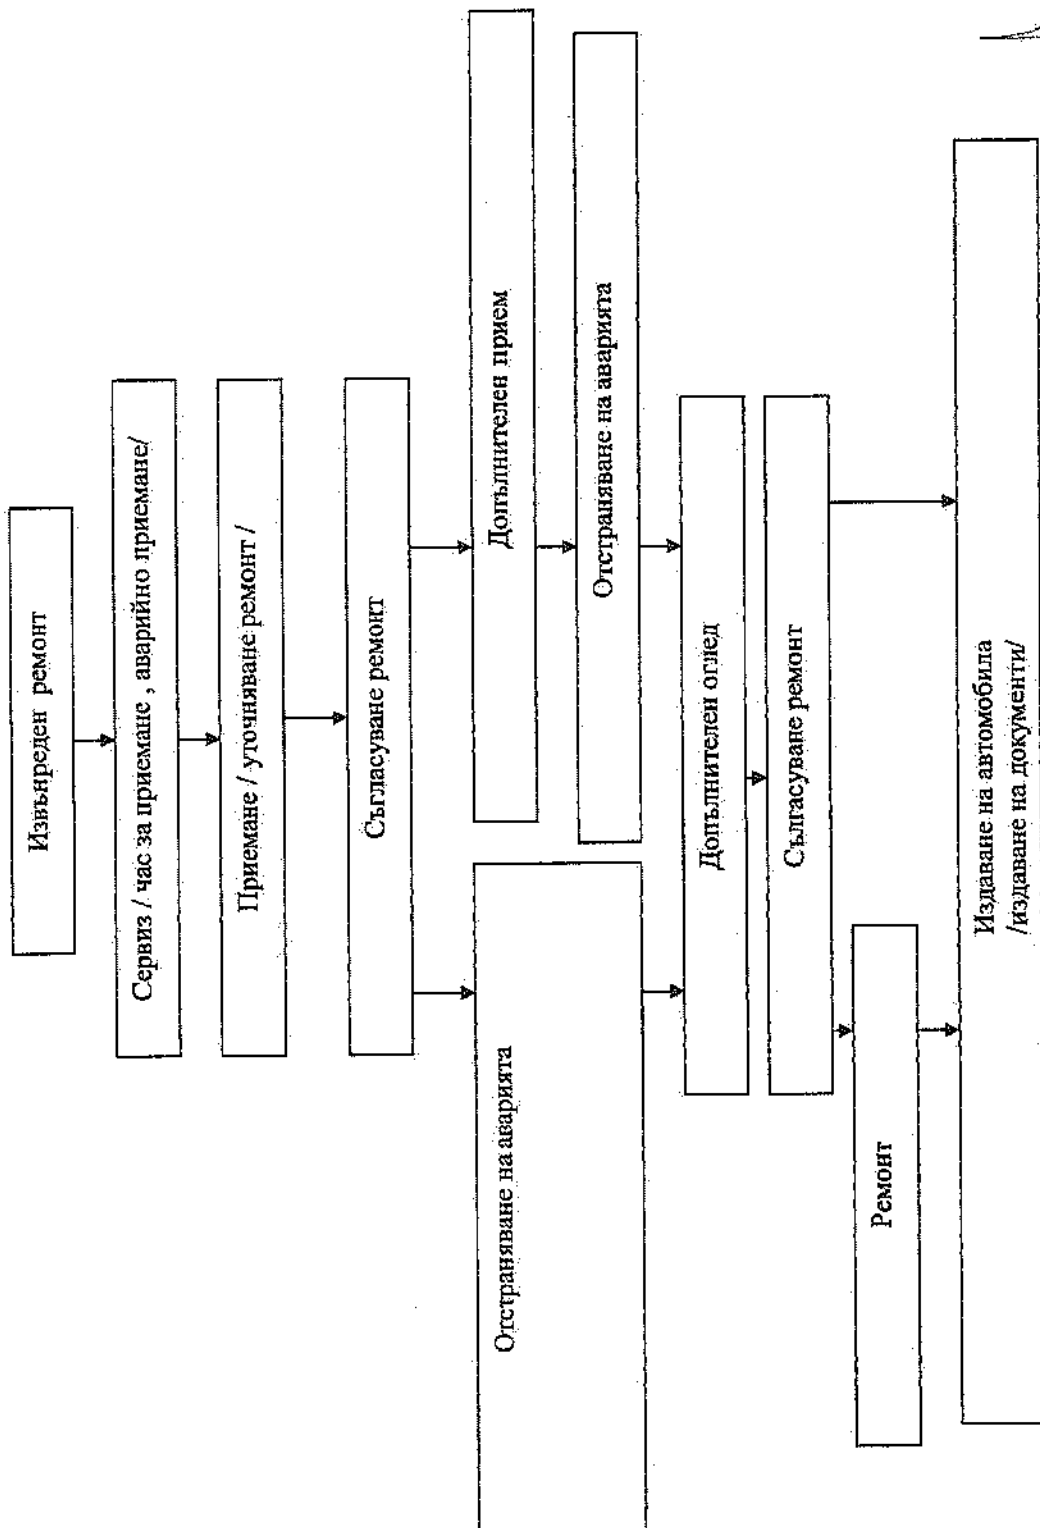 Извънреден ремонт
Сервиз / час за приемане , аварийно приемане/
Приемане / уточняване ремонт /
Съгласуване ремонт
Отстраняване на аварията
Допълнителен прием
Отстраняване на аварията
Допълнителен оглед
Сългасуване ремонт
Ремонт
Издаване на автомобила
/издаване на документи/